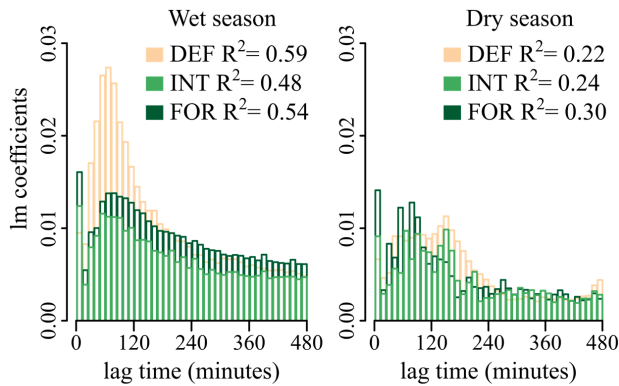 Wet season
DEF R²= 0.59
INT R²= 0.48
FOR R²= 0.54
lm coefficients
0.00 0.01 0.02 0.03
0 120 240 360 480
lag time (minutes)
Dry season
DEF R²= 0.22
INT R²= 0.24
FOR R²= 0.30
0.00 0.01 0.02 0.03
0 120 240 360 480
lag time (minutes)